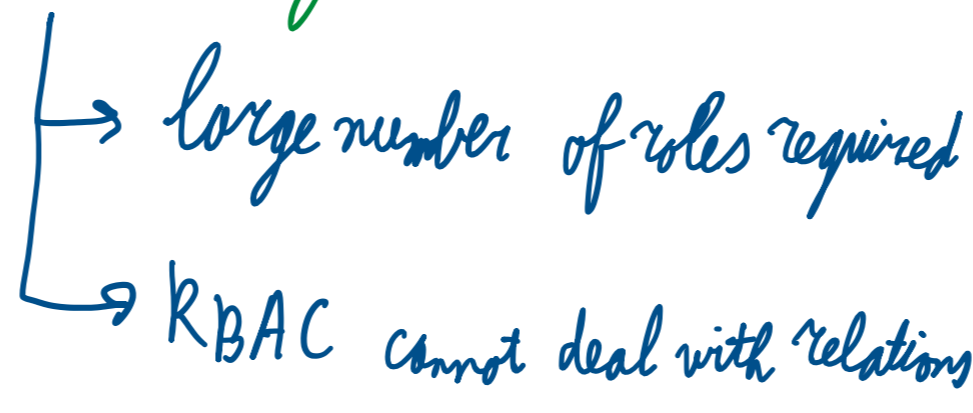 large number of roles required
RBAC cannot deal with relations